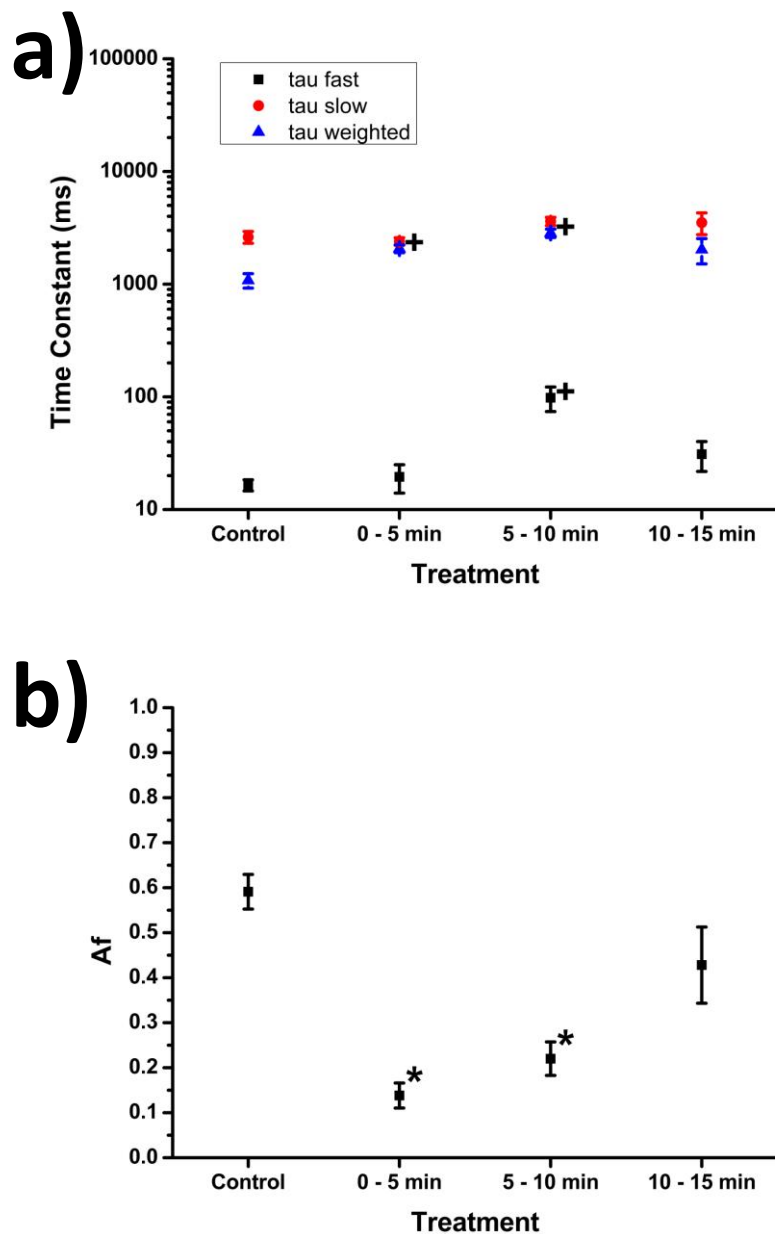 a)
100000
10000
1000
100
10
Time Constant (ms)
tau fast
tau slow
tau weighted
+
+
+
Control
0 - 5 min
5 - 10 min
10 - 15 min
Treatment
b)
1.0
0.9
0.8
0.7
0.6
0.5
0.4
0.3
0.2
0.1
0.0
Af
*
*
Control
0 - 5 min
5 - 10 min
10 - 15 min
Treatment